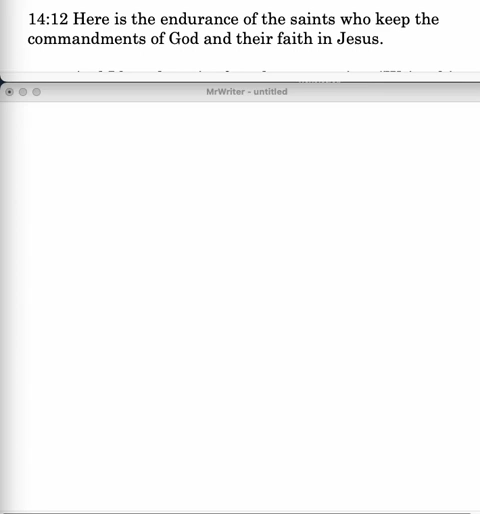 14:12 Here is the endurance of the saints who keep the
commandments of God and their faith in Jesus.
MrWriter - untitled